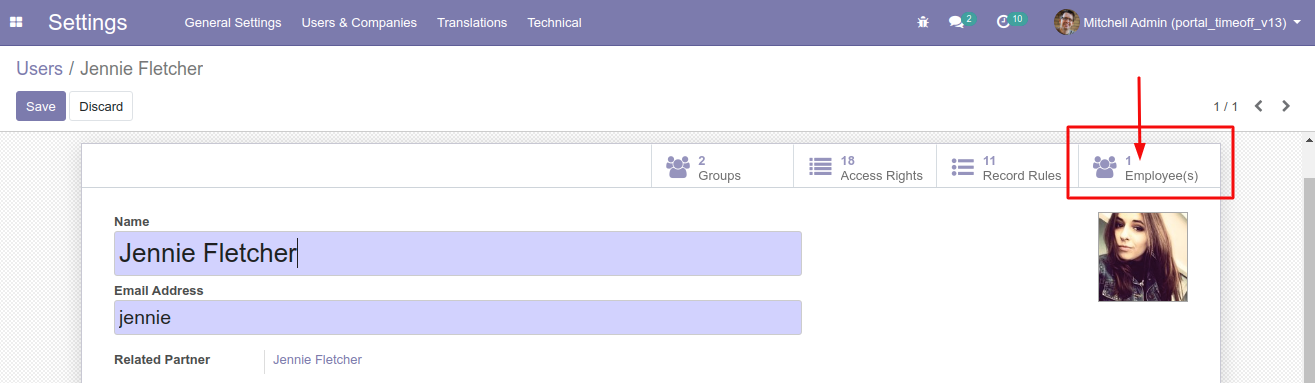 Settings General Settings Users & Companies Translations Technical 2 10 Mitchell Admin (portal_timeoff_v13)
Users / Jennie Fletcher
Save Discard 1 / 1
2 18 11 1
Groups Access Rights Record Rules Employee(s)
Name
Jennie Fletcher
Email Address
jennie
Related Partner Jennie Fletcher